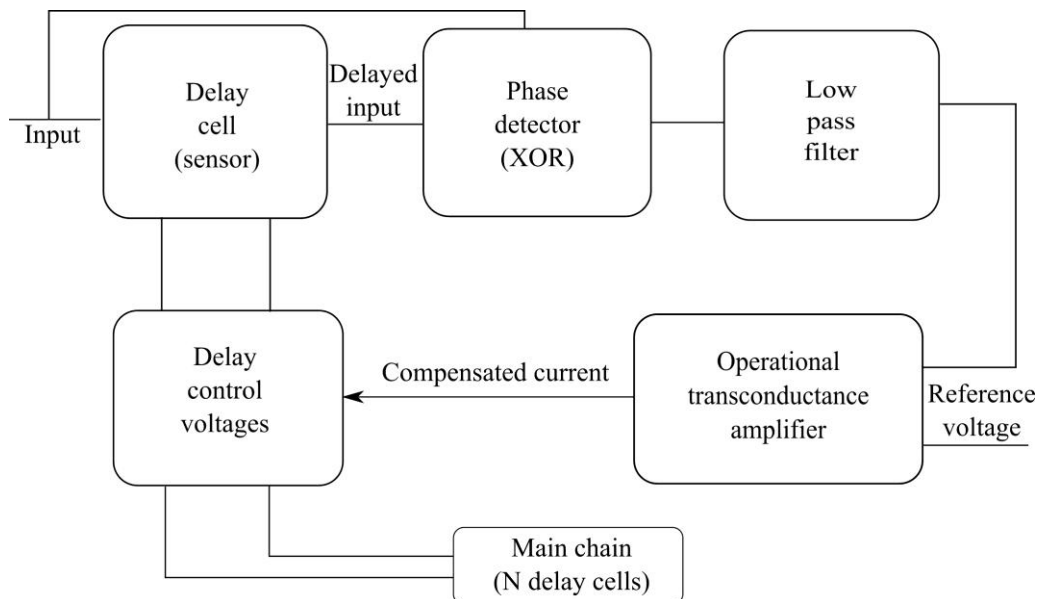 Input
Delay
cell
(sensor)
Delayed
input
Phase
detector
(XOR)
Low
pass
filter
Delay
control
voltages
Compensated current
Operational
transconductance
amplifier
Reference
voltage
Main chain
(N delay cells)